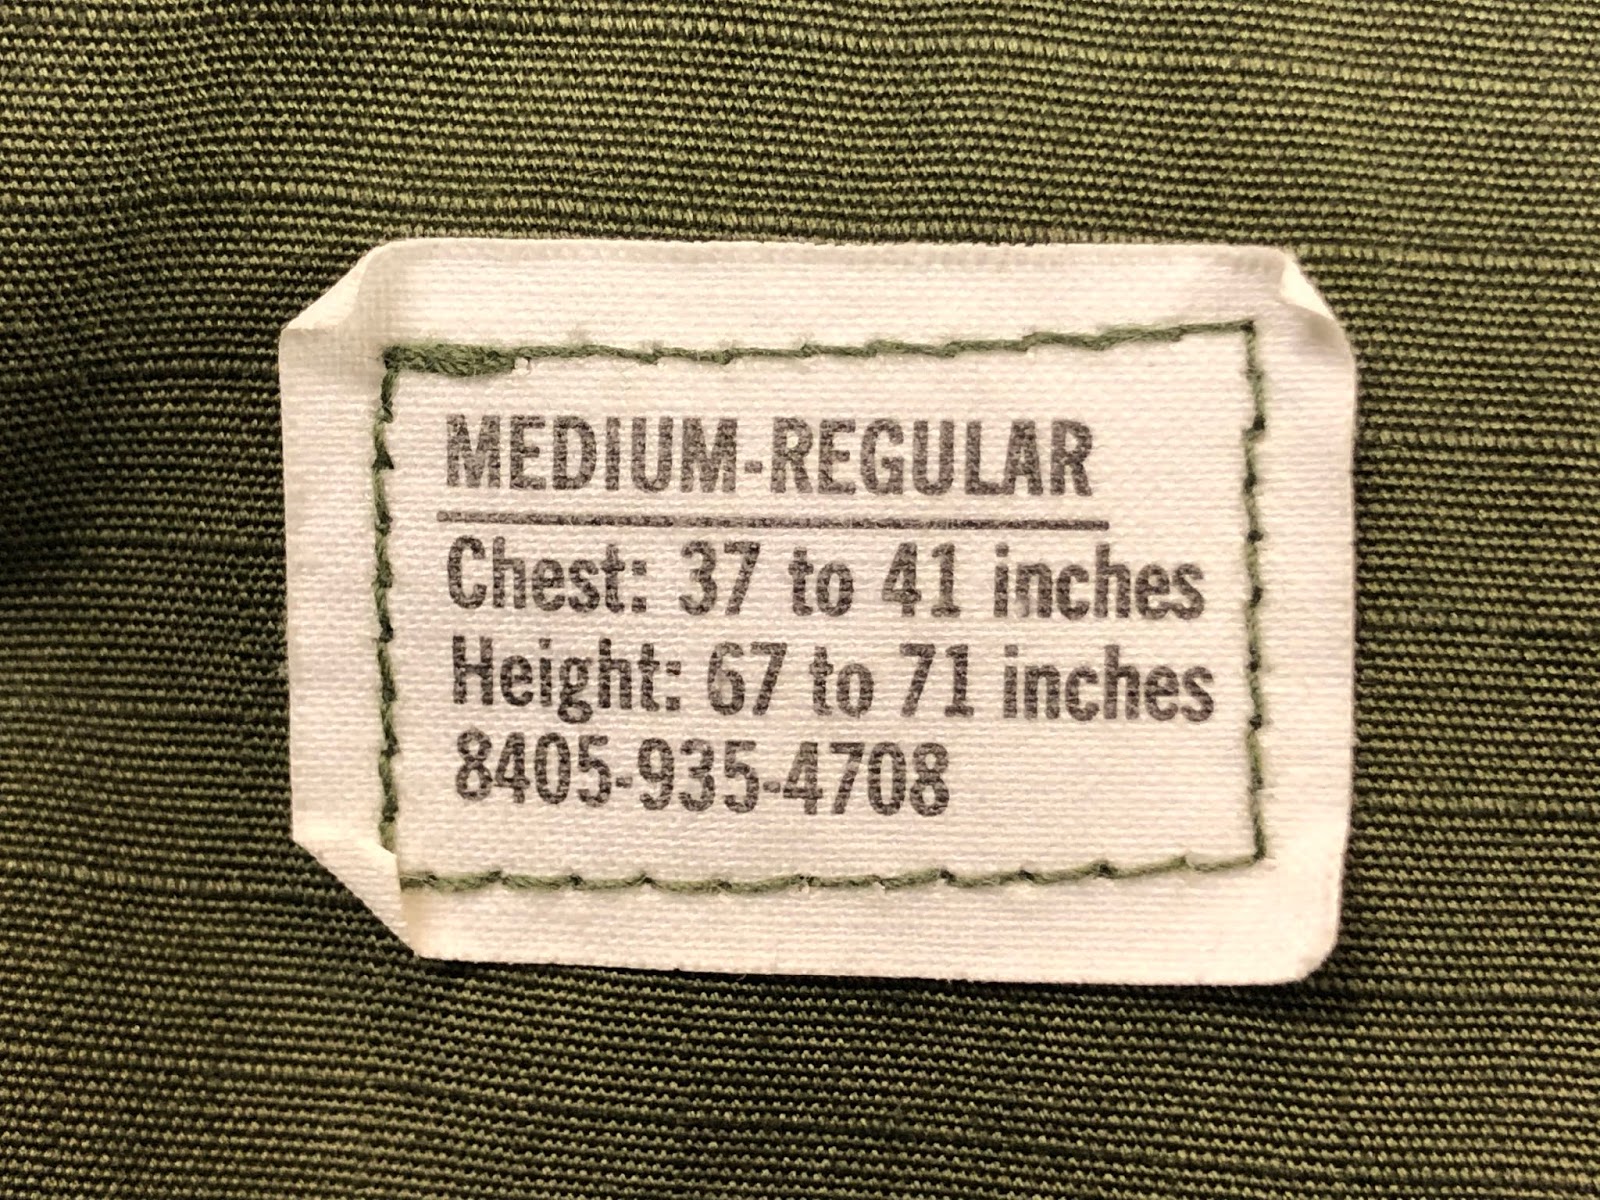 MEDIUM-REGULAR
Chest: 37 to 41 inches
Height: 67 to 71 inches
8405-935-4708